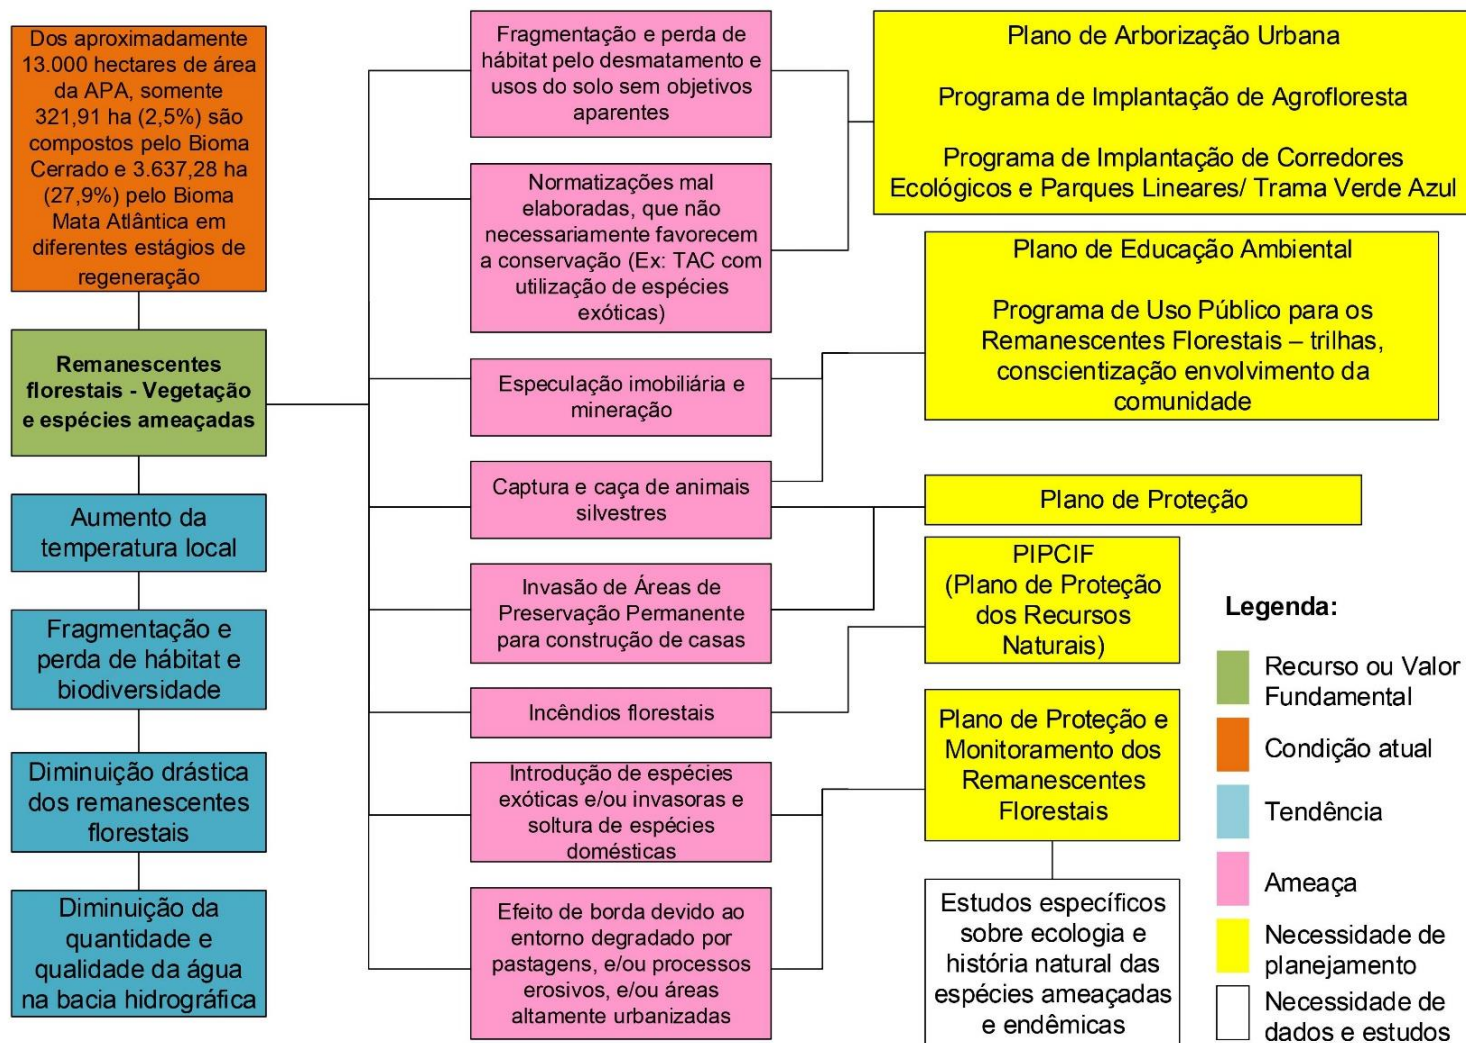 Dos aproximadamente
13.000 hectares de área
da APA, somente
321,91 ha (2,5%) são
compostos pelo Bioma
Cerrado e 3.637,28 ha
(27,9%) pelo Bioma
Mata Atlântica em
diferentes estágios de
regeneração
Remanescentes
florestais - Vegetação
e espécies ameaçadas
Aumento da
temperatura local
Fragmentação e
perda de hábitat e
biodiversidade
Diminuição drástica
dos remanescentes
florestais
Diminuição da
quantidade e
qualidade da água
na bacia hidrográfica
Fragmentação e perda de
hábitat pelo desmatamento e
usos do solo sem objetivos
aparentes
Normatizações mal
elaboradas, que não
necessariamente favorecem
a conservação (Ex: TAC com
utilização de espécies
exóticas)
Especulação imobiliária e
mineração
Captura e caça de animais
silvestres
Invasão de Áreas de
Preservação Permanente
para construção de casas
Incêndios florestais
Introdução de espécies
exóticas e/ou invasoras e
soltura de espécies
domésticas
Efeito de borda devido ao
entorno degradado por
pastagens, e/ou processos
erosivos, e/ou áreas
altamente urbanizadas
Plano de Arborização Urbana
Programa de Implantação de Agrofloresta
Programa de Implantação de Corredores
Ecológicos e Parques Lineares/ Trama Verde Azul
Plano de Educação Ambiental
Programa de Uso Público para os
Remanescentes Florestais – trilhas,
conscientização envolvimento da
comunidade
Plano de Proteção
PIPCIF
(Plano de Proteção
dos Recursos
Naturais)
Plano de Proteção e
Monitoramento dos
Remanescentes
Florestais
Estudos específicos
sobre ecologia e
história natural das
espécies ameaçadas
e endêmicas
Legenda:
Recurso ou Valor
Fundamental
Condição atual
Tendência
Ameaça
Necessidade de
planejamento
Necessidade de
dados e estudos